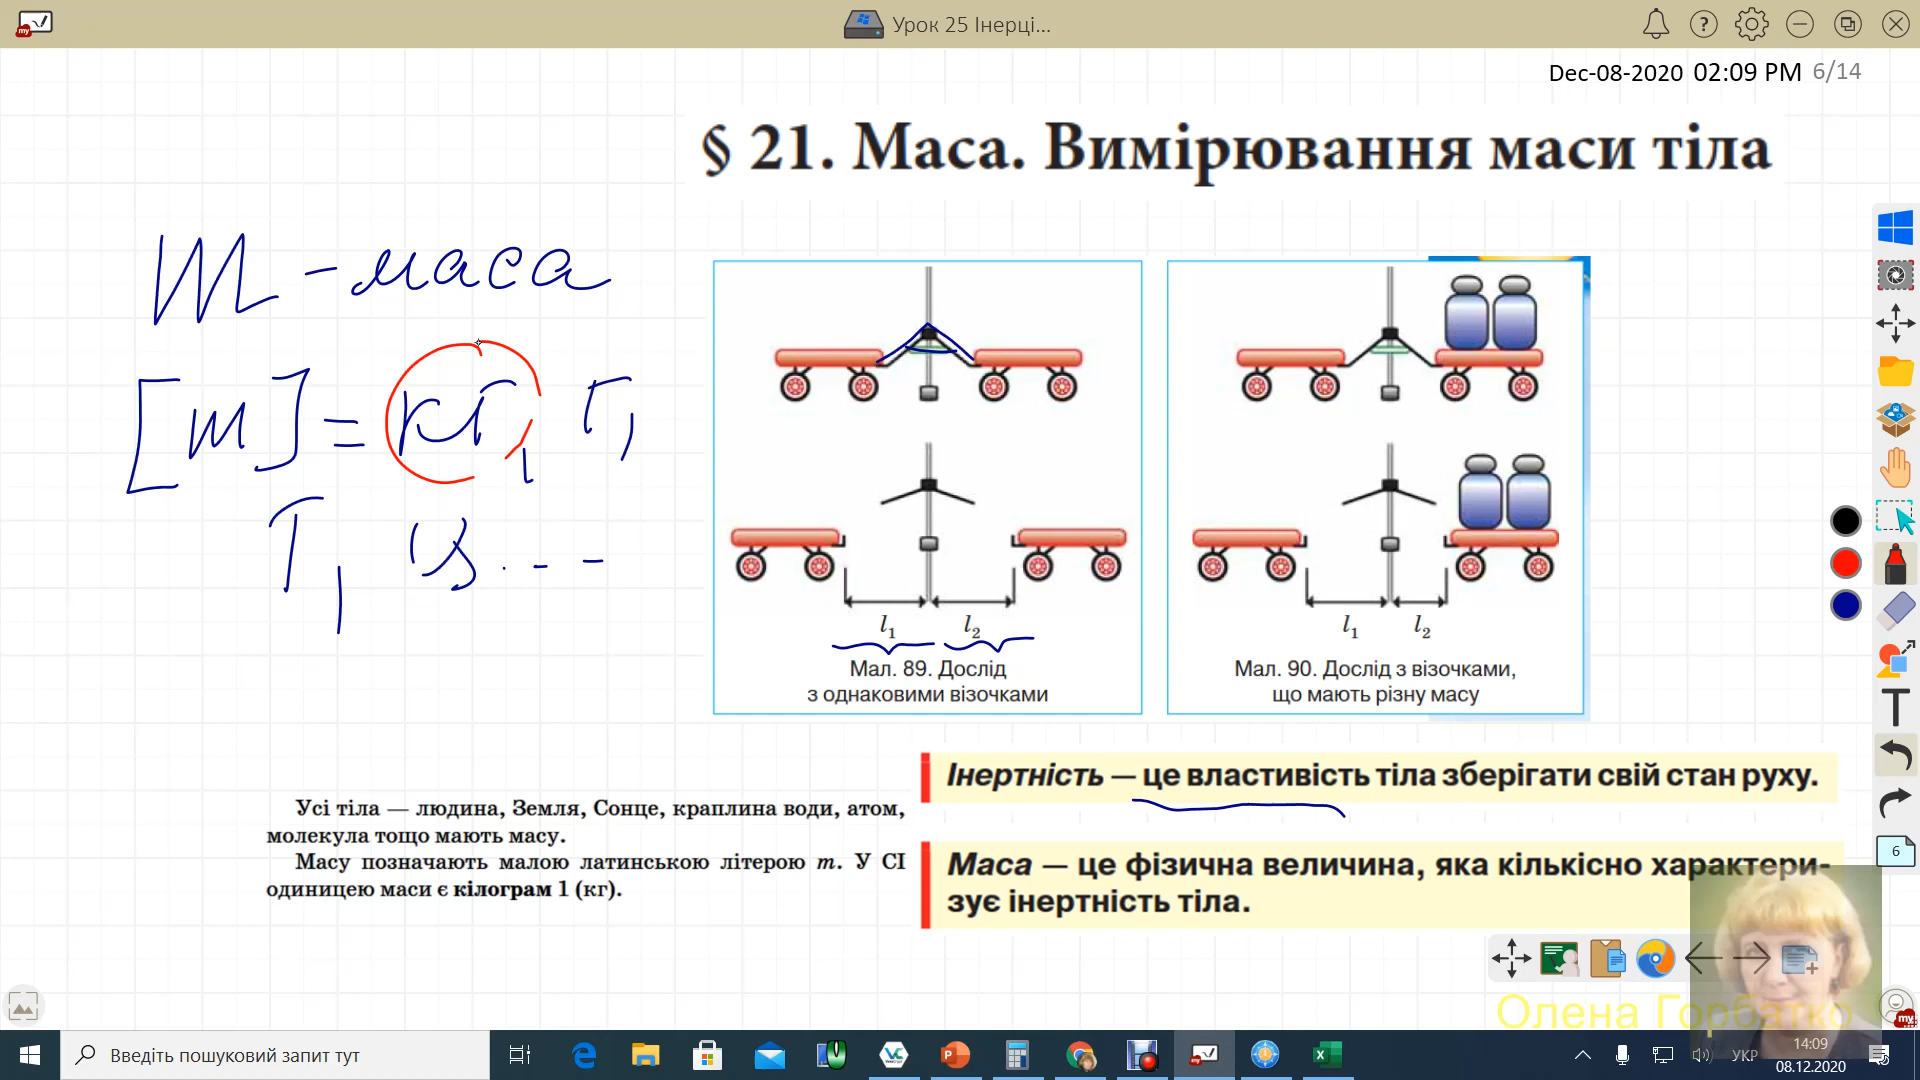 Урок 25 Інерці...
Dec-08-2020 02:09 PM 6/14
§ 21. Маса. Вимірювання маси тіла
m – маса
[m] = кг, г,
т,
l₁ l₂
Мал. 89. Дослід
з однаковими візочками
l₁ l₂
Мал. 90. Дослід з візочками,
що мають різну масу
Інертність — це властивість тіла зберігати свій стан руху.
Усі тіла — людина, Земля, Сонце, краплина води, атом,
молекула тощо мають масу.
Масу позначають малою латинською літерою m. У СІ
одиницею маси є кілограм 1 (кг).
Маса — це фізична величина, яка кількісно характери-
зує інертність тіла.
6
Олена Горбатко
Введіть пошуковий запит тут
УКР
14:09
08.12.2020